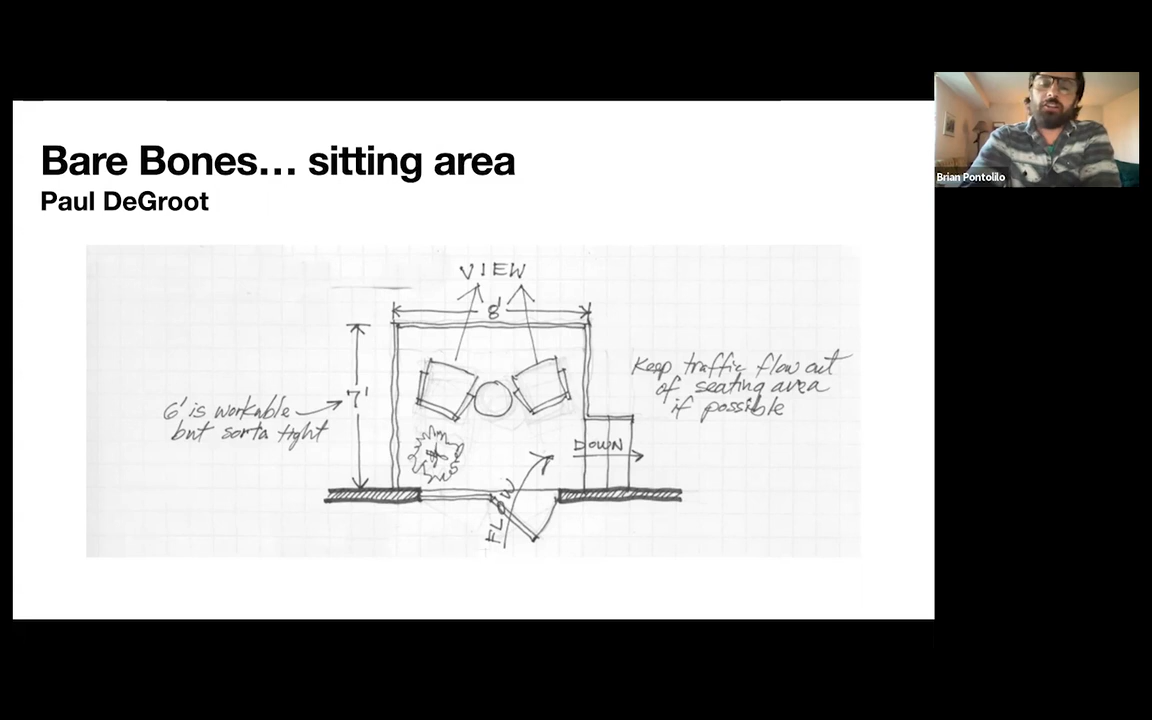 Bare Bones... sitting area
Paul DeGroot
Brian Pontolilo
VIEW
8'
7'
6' is workable
but sorta tight
Keep traffic flow out
of seating area
if possible
DOWN
FLOW